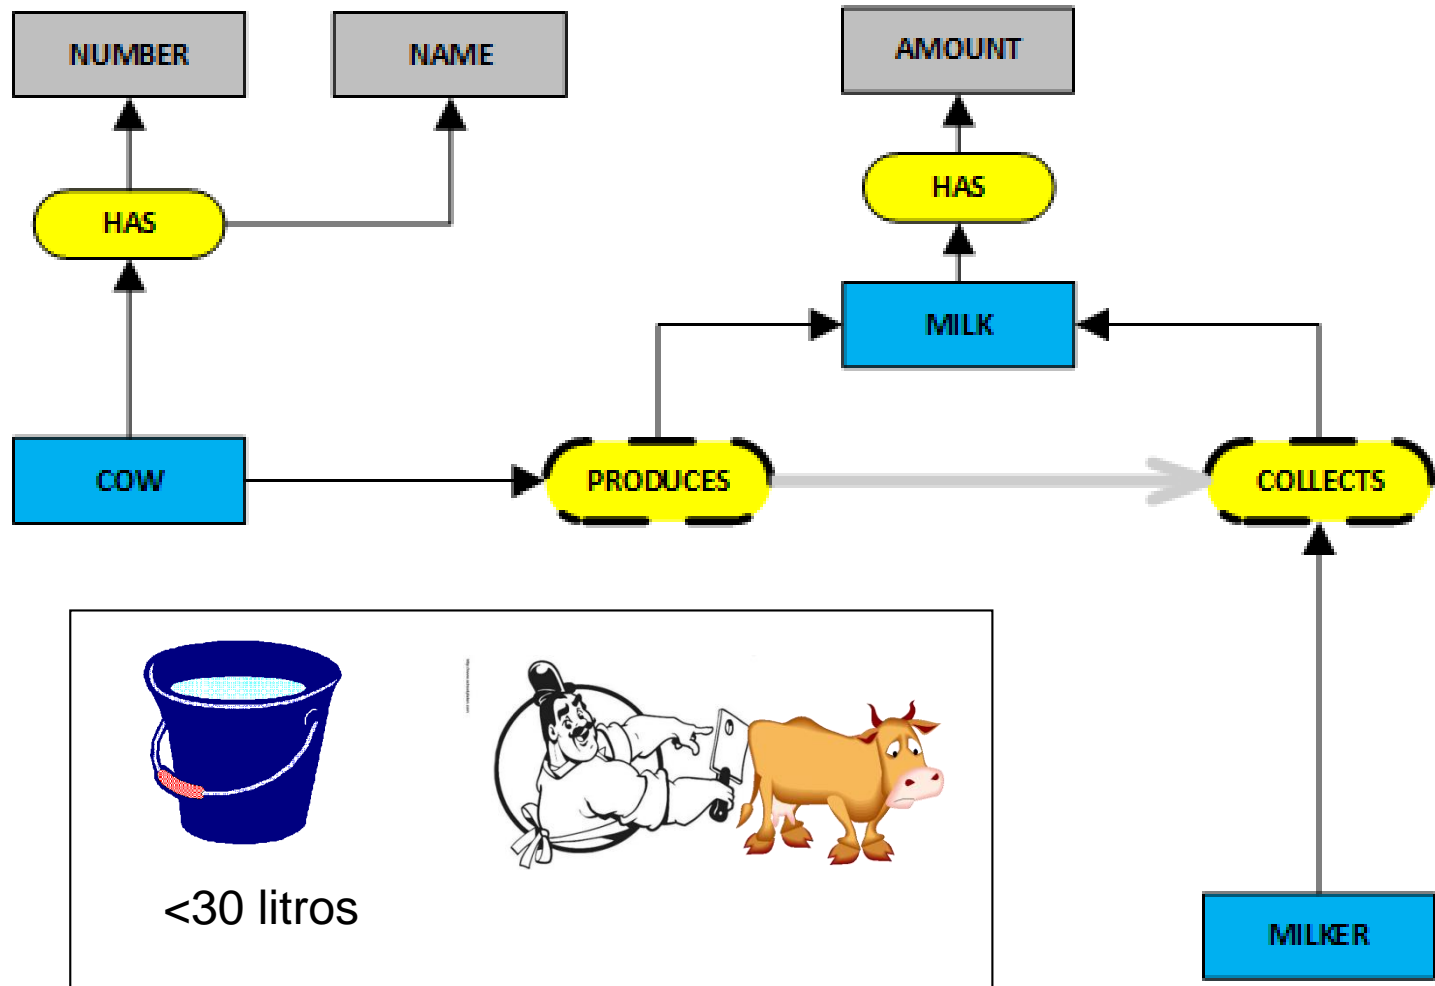 NUMBER
NAME
AMOUNT
HAS
HAS
MILK
COW
PRODUCES
COLLECTS
<30 litros
MILKER